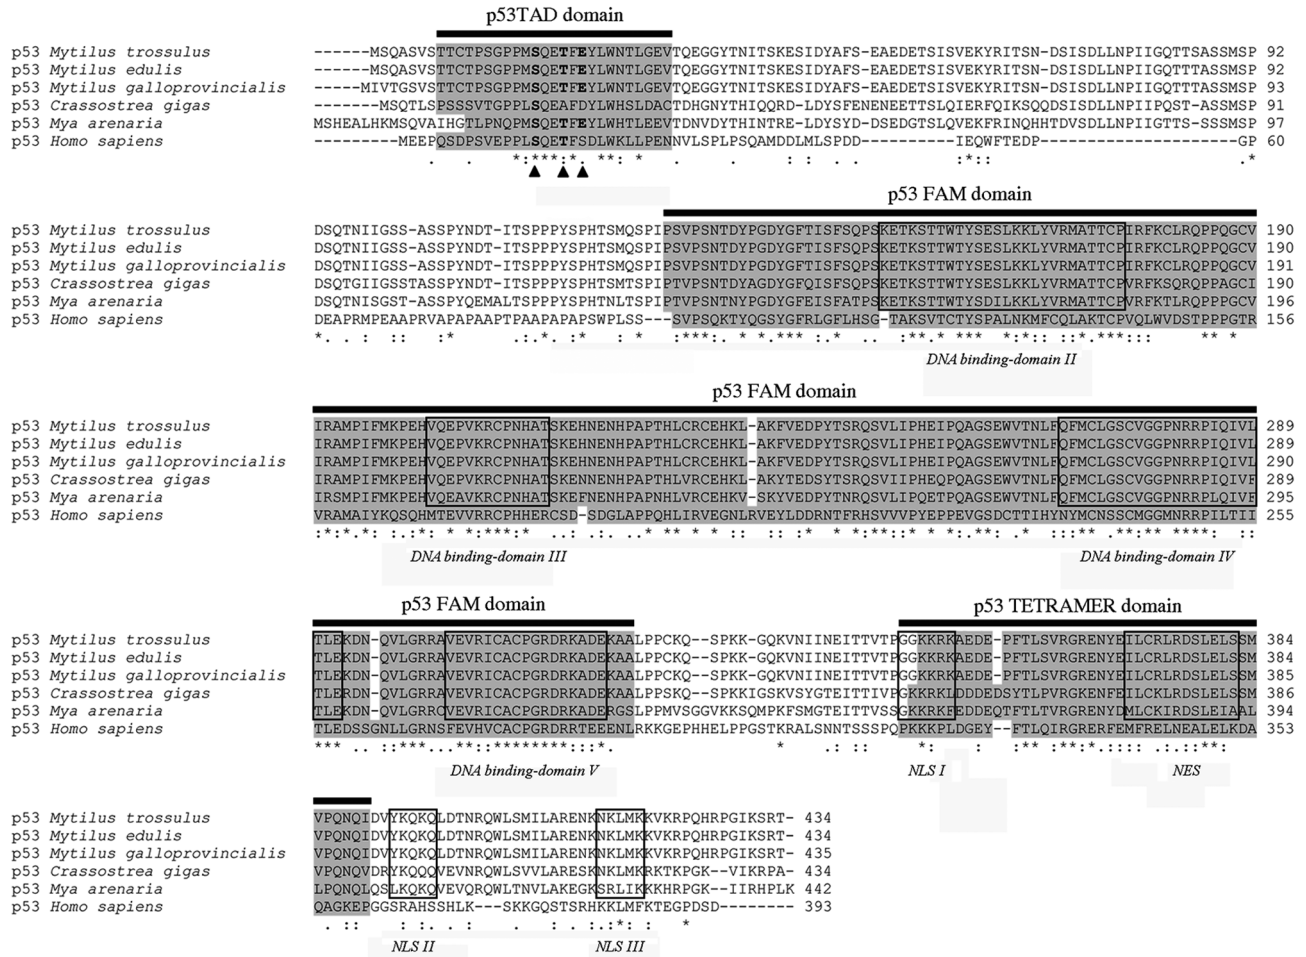 p53TAD domain
p53 Mytilus trossulus ------MSQASVSTTCTPSGPPMSQETFEYLWNTLGEVTQEGGYTNITSKESIDYAFS-EAEDETSISVEKYRITSN-DSISDLLNPIIGQTTSASSMSP 92
p53 Mytilus edulis ------MSQASVSTTCTPSGPPMSQETFEYLWNTLGEVTQEGGYTNITSKESIDYAFS-EAEDETSISVEKYRITSN-DSISDLLNPIIGQTTTASSMSP 92
p53 Mytilus galloprovincialis -----MIVTGSVSTTCTPSGPPMSQETFEYLWNTLGEVTQEGGYTNITSKESIDYAFS-EAEDETSISVEKYRITSN-DSISDLLNPIIGQTTTASSMSP 93
p53 Crassostrea gigas ------MSQTLSPSSSVTGPPLSQEAFDYLWHSLDACTDHGNYTHIQQRD-LDYSFENENEETTSLQIERFQIKSQQDSISDLLNPIIPQST-ASSMSP 91
p53 Mya arenaria MSHEALHKMSQVAIHGTLPNQPMSQETFEYLWHTLEEVTDNVDYTHINTRE-LDYSYD-DSEDGTSLQVEKFRINQHHTDVSDLLNPIIGTTS-SSSMSP 97
p53 Homo sapiens ------MEEPQSDPSVEPPLSQETFSDLWKLLPENNVLSPLPSQAMDDLMLSPDD------IEQWFTEDP---------------------GP 60
p53 FAM domain
p53 Mytilus trossulus DSQTNIIGSS-ASSPYNDT-ITSPPPYSPHTSMQSPIPSVPSNTDYPGDYGFTISFSQPSKETKSTTWTYSESLKKLYVRMATTCPIRFKCLRQPPQGCV 190
p53 Mytilus edulis DSQTNIIGSS-ASSPYNDT-ITSPPPYSPHTSMQSPIPSVPSNTDYPGDYGFTISFSQPSKETKSTTWTYSESLKKLYVRMATTCPIRFKCLRQPPQGCV 190
p53 Mytilus galloprovincialis DSQTNIIGSS-ASSPYNDT-ITSPPPYSPHTSMQSPIPSVPSNTDYPGDYGFTISFSQPSKETKSTTWTYSESLKKLYVRMATTCPIRFKCLRQPPQGCV 191
p53 Crassostrea gigas DSQTGIIGSSTASSPYNDT-ITSPPPYSPHTSMTSPIPSVPSNTDYPGDYGFQISFSQPSKETKSTTWTYSESLKKLYVRMATTCPVRFKSQRQPPAGCI 190
p53 Mya arenaria DSQTNISGST-ASSPYQEMALTSPPPYSPHTNLTSPIPTVPSNTNYPGDYGFEISFATPSKETKSTTWTYSDILKKLYVRMATTCPVRFKTLRQPPPGCV 196
p53 Homo sapiens DEAPRMPEAAPRVAPAPAAPTPAAPAPAPSWPLSS---SVPSQKTYQGSYGFRLGFLHSG-TAKSVTCTYSPALNKMFCQLAKTCPVQLWVDSTPPPGTR 156
DNA binding-domain II
p53 FAM domain
p53 Mytilus trossulus IRAMPIFMKPEHVQEPVKRCPNHATSKEHNENHPAPTHLCRCEHKL-AKFVEDPYTSRQSVLIPHEIPQAGSEWVTNLFQFMCLGSCVGGPNRRPIQIVL 289
p53 Mytilus edulis IRAMPIFMKPEHVQEPVKRCPNHATSKEHNENHPAPTHLCRCEHKL-AKFVEDPYTSRQSVLIPHEIPQAGSEWVTNLFQFMCLGSCVGGPNRRPIQIVL 289
p53 Mytilus galloprovincialis IRAMPIFMKPEHVQEPVKRCPNHATSKEHNENHPAPTHLCRCEHKL-AKFVEDPYTSRQSVLIPHEIPQAGSEWVTNLFQFMCLGSCVGGPNRRPIQIVL 290
p53 Crassostrea gigas IRAMPIFMKPEHVQEPVKRCPNHATSKEHNENHPAPTHLCRCEHKL-AKYTEDPYTSRQSVLIPHENPQAGSEWVTNLFQFMCLGSCVGGPNRRPIQIVF 289
p53 Mya arenaria IRSMPIFMKPEHVQEAVKRCPNHATSKEFNENHPAPNHLVRCEHKV-SKYVEDPYTNRQSVLIPQETPQAGSEWVTNLFQFMCLGSCVGGPNRRPLQIVF 295
p53 Homo sapiens VRAMAIYKQSQHMTEVVRRCPHHERCSD-SDGLAPPQHLIRVEGNLRVEYLDDRNTFRHSVVVPYEPPEVGSDCTTIHYNYMCNSSCMGGMNRRPILTII 255
DNA binding-domain III DNA binding-domain IV
p53 FAM domain p53 TETRAMER domain
p53 Mytilus trossulus TLEKDN-QVLGRRAVEVRICACPGRDRKADEKAALPPCKQ--SPKK-GQKVNIINEITTVTPGGKKRKAEDE-PFTLSVRGRENYEILCRLRDSLELSSM 384
p53 Mytilus edulis TLEKDN-QVLGRRAVEVRICACPGRDRKADEKAALPPCKQ--SPKK-GQKVNIINEITTVTPGGKKRKAEDE-PFTLSVRGRENYEILCRLRDSLELSSM 384
p53 Mytilus galloprovincialis TLEKDN-QVLGRRAVEVRICACPGRDRKADEKAALPPCKQ--SPKK-GQKVNIINEITTVTPGGKKRKAEDE-PFTLSVRGRENYEILCRLRDSLELSSM 385
p53 Crassostrea gigas TLERDN-QVLGRRAVEVRICACPGRDRKADEKAALPPSKQ--SPKKIGSKVSYGTEITTIVPGKKRKLDDDEDSYTLPVRGKENFEILCKLRDSLELSSM 386
p53 Mya arenaria TLEKDN-QVLGRRAVEVRICACPGRDRKADERGSLPPMVSGGVKKSQMPKFSMGTEITTVSSGKKRKFEDDEQTFTLTVRGRENYDMLCKIRDSLEIAAL 394
p53 Homo sapiens TLEDSSGNLLGRNSFEVHVCACPGRDRRTEEENLRKKGEPHHELPPGSTKRALSNNTSSSPQPKKKPLDGEY--FTLQIRGRERFEMFRELNEALELKDA 353
DNA binding-domain V NLS I NES
p53 Mytilus trossulus VPQNQIDVYKQKQLDTNRQWLSMILARENKNKLMKKVKRPQHRPGIKSRT- 434
p53 Mytilus edulis VPQNQIDVYKQKQLDTNRQWLSMILARENKNKLMKKVKRPQHRPGIKSRT- 434
p53 Mytilus galloprovincialis VPQNQIDVYKQKQLDTNRQWLSMILARENKNKLMKKVKRPQHRPGIKSRT- 435
p53 Crassostrea gigas VPQNQVDRYKQQQVEVNRQWLSVVLARESKNKLMKRKTKPGK--VIKRPA- 434
p53 Mya arenaria LPQNQLQSLKQKQVEVQRQWLTNVLAKEGKSRLIKKKHRPGK--IIRHPLK 442
p53 Homo sapiens QAGKEPGGSRAHSSHLK---SKKGQSTSRHKKLMFKTEGPDSD-------- 393
NLS II NLS III